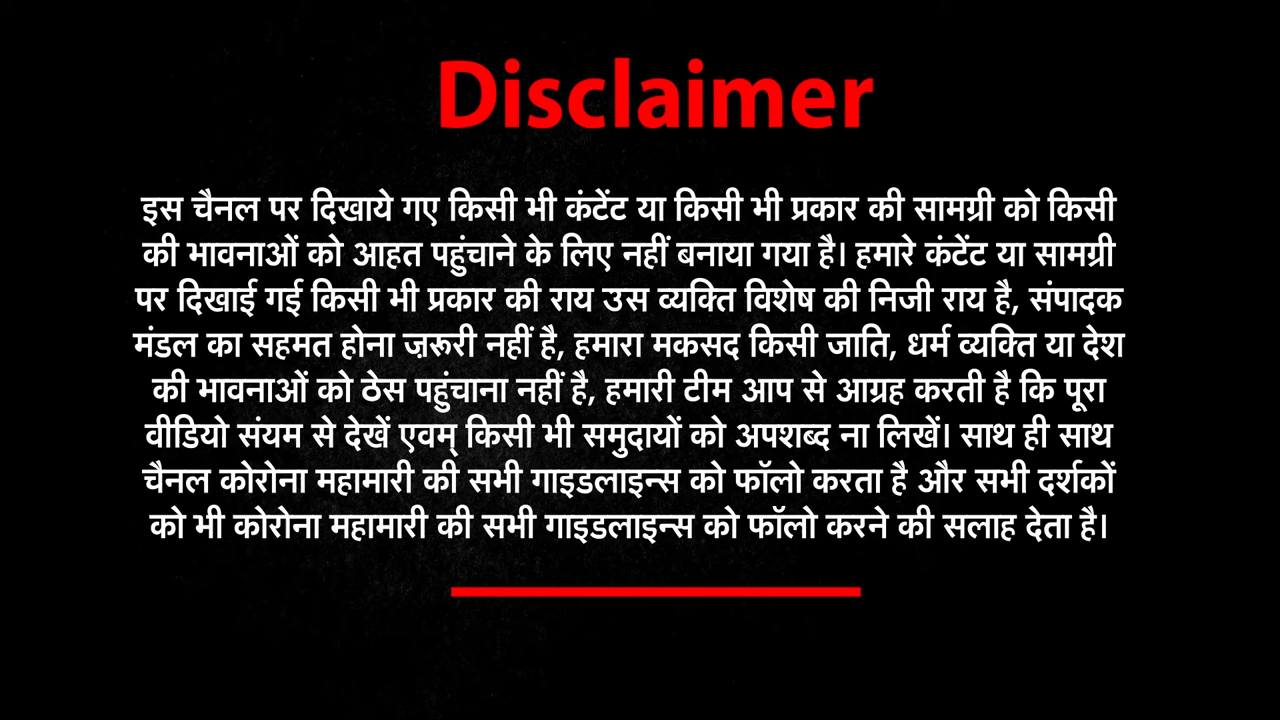 Disclaimer
इस चैनल पर दिखाये गए किसी भी कंटेंट या किसी भी प्रकार की सामग्री को किसी
की भावनाओं को आहत पहुंचाने के लिए नहीं बनाया गया है। हमारे कंटेंट या सामग्री
पर दिखाई गई किसी भी प्रकार की राय उस व्यक्ति विशेष की निजी राय है, संपादक
मंडल का सहमत होना ज़रूरी नहीं है, हमारा मकसद किसी जाति, धर्म व्यक्ति या देश
की भावनाओं को ठेस पहुंचाना नहीं है, हमारी टीम आप से आग्रह करती है कि पूरा
वीडियो संयम से देखें एवम् किसी भी समुदायों को अपशब्द ना लिखें। साथ ही साथ
चैनल कोरोना महामारी की सभी गाइडलाइन्स को फॉलो करता है और सभी दर्शकों
को भी कोरोना महामारी की सभी गाइडलाइन्स को फॉलो करने की सलाह देता है।